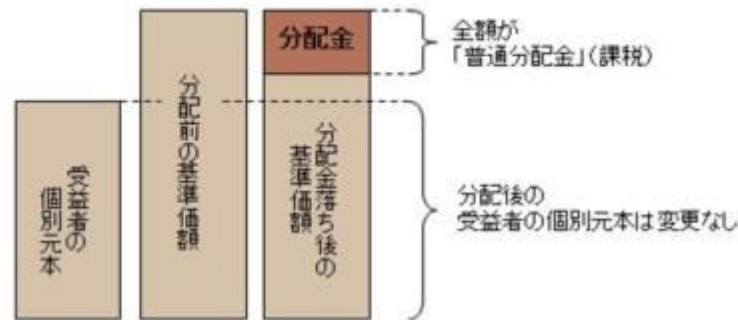 受益者の
個別元本
分配前の基準価額
分配金
分配金落ち後の
基準価額
全額が
「普通分配金」(課税)
分配後の
受益者の個別元本は変更なし